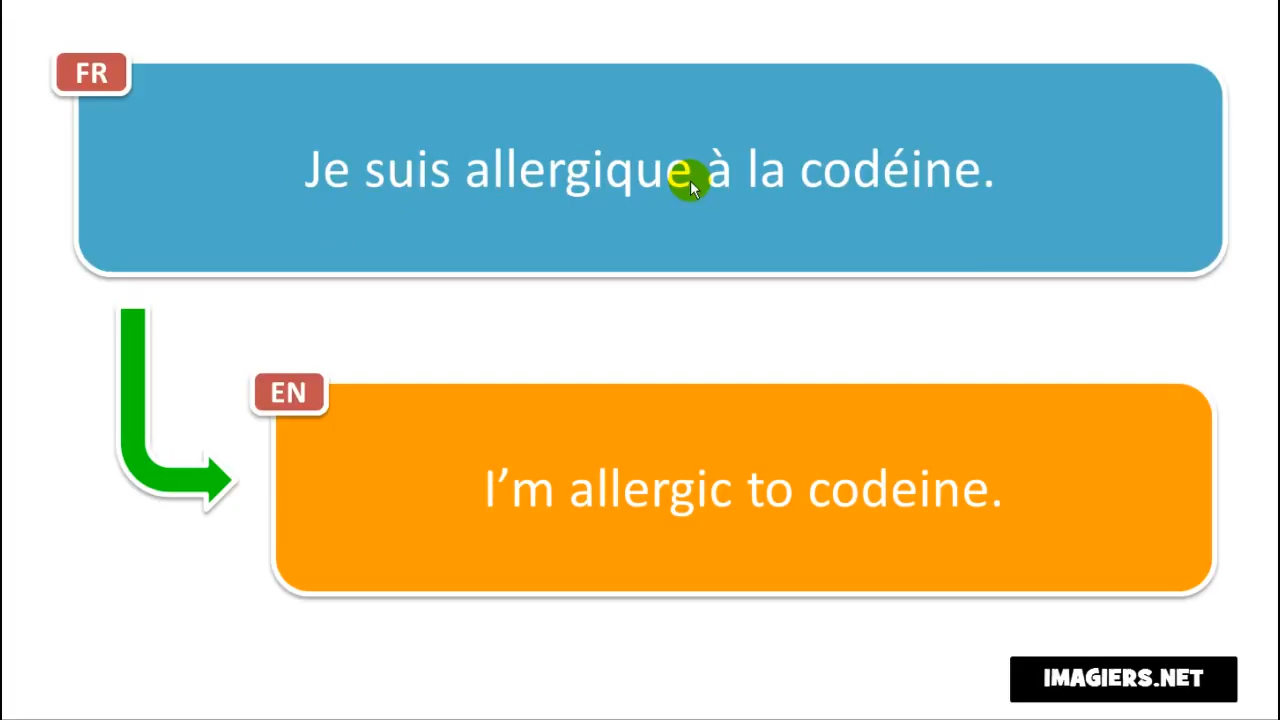 FR
Je suis allergique à la codéine.
EN
I’m allergic to codeine.
IMAGIERS.NET